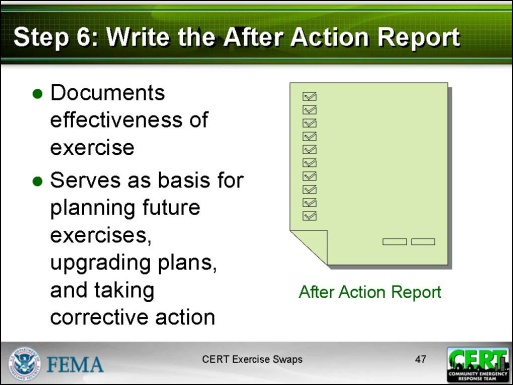 Step 6: Write the After Action Report
● Documents
effectiveness of
exercise
● Serves as basis for
planning future
exercises,
upgrading plans,
and taking
corrective action
After Action Report
FEMA
CERT Exercise Swaps
47
CERT
COMMUNITY EMERGENCY
RESPONSE TEAM